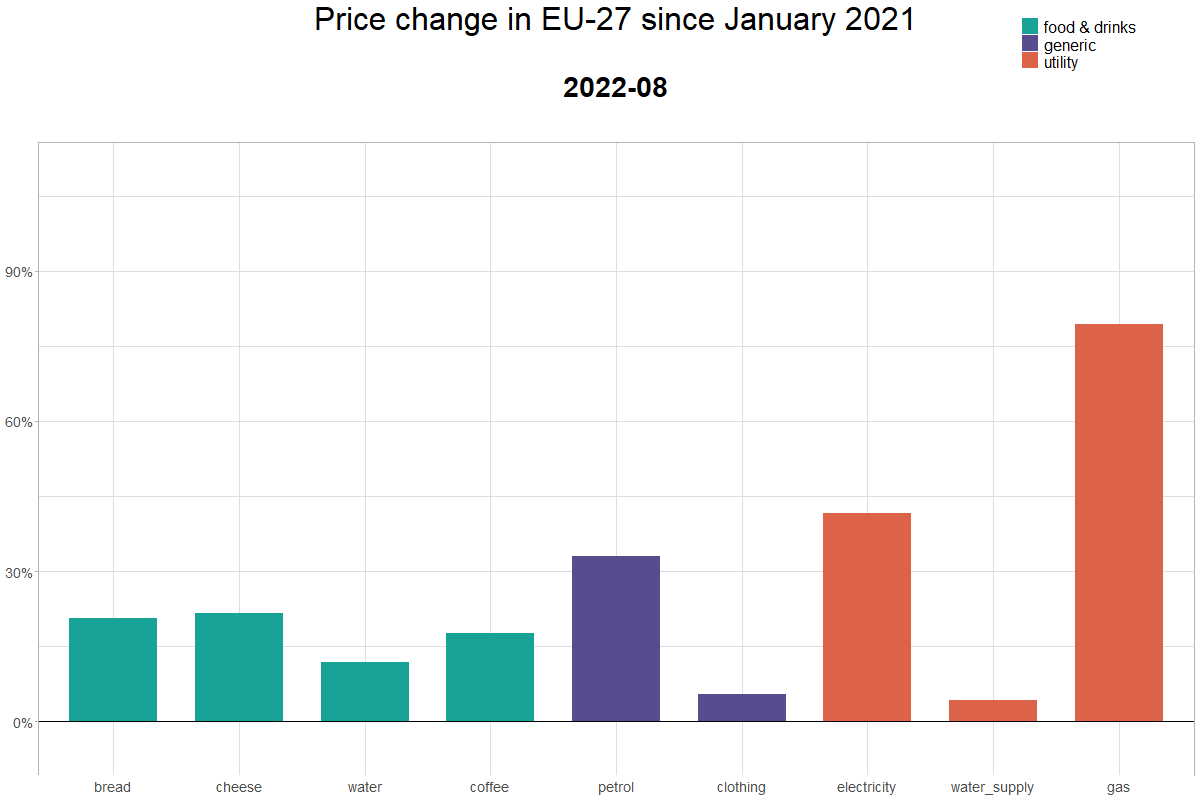 Price change in EU-27 since January 2021
food & drinks
generic
utility
2022-08
90%
60%
30%
0%
bread cheese water coffee petrol clothing electricity water_supply gas